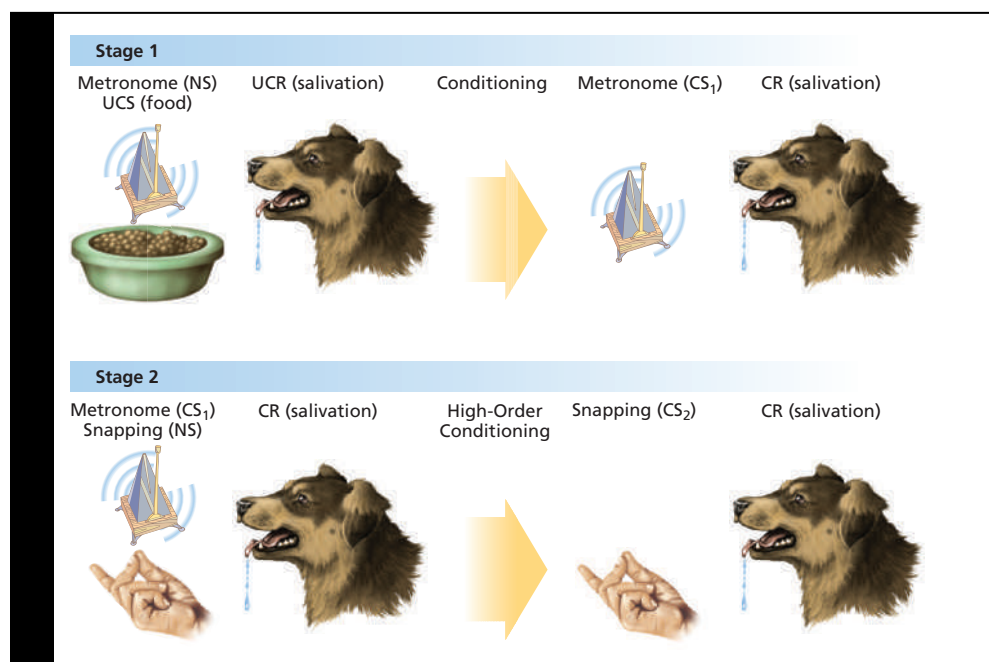 Stage 1
Metronome (NS)
UCS (food)
UCR (salivation)
Conditioning
Metronome (CS₁)
CR (salivation)
Stage 2
Metronome (CS₁)
Snapping (NS)
CR (salivation)
High-Order
Conditioning
Snapping (CS₂)
CR (salivation)